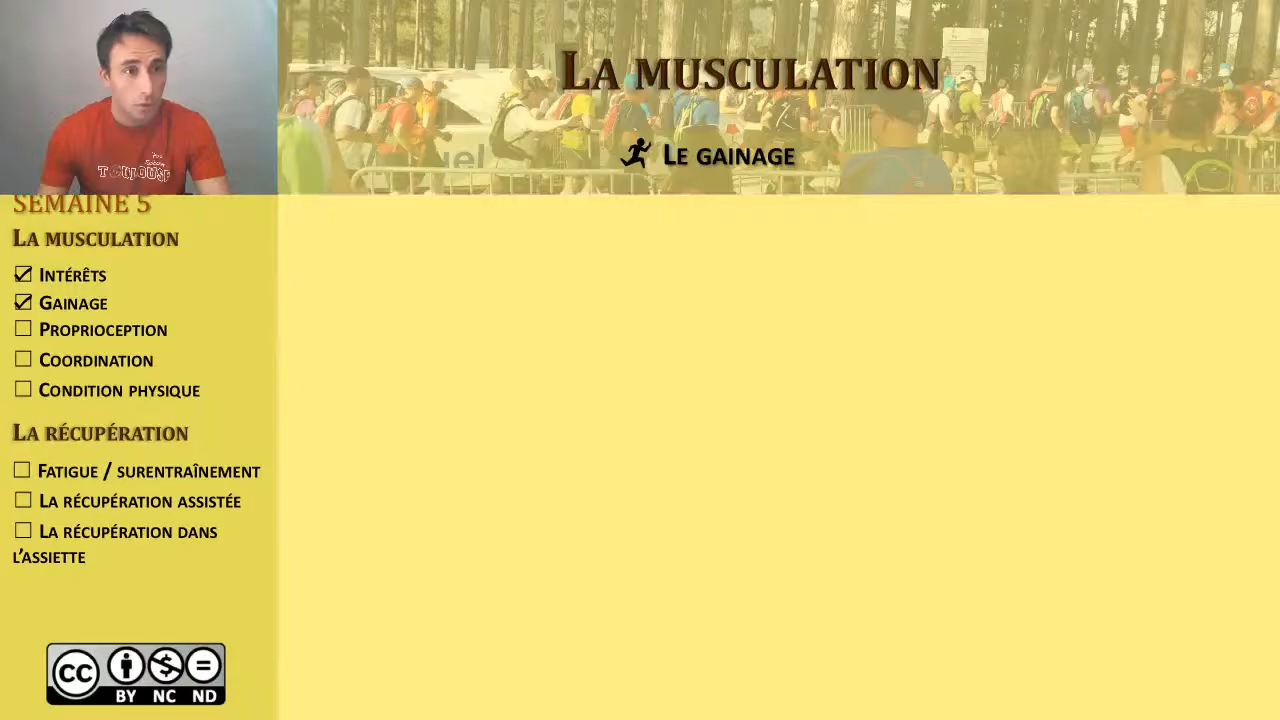 LA MUSCULATION
LE GAINAGE
TOULOUSE
SEMAINE 5
LA MUSCULATION
☑ INTÉRÊTS
☑ GAINAGE
☐ PROPRIOCEPTION
☐ COORDINATION
☐ CONDITION PHYSIQUE
LA RÉCUPÉRATION
☐ FATIGUE / SURENTRAÎNEMENT
☐ LA RÉCUPÉRATION ASSISTÉE
☐ LA RÉCUPÉRATION DANS
L'ASSIETTE
CC
BY NC ND